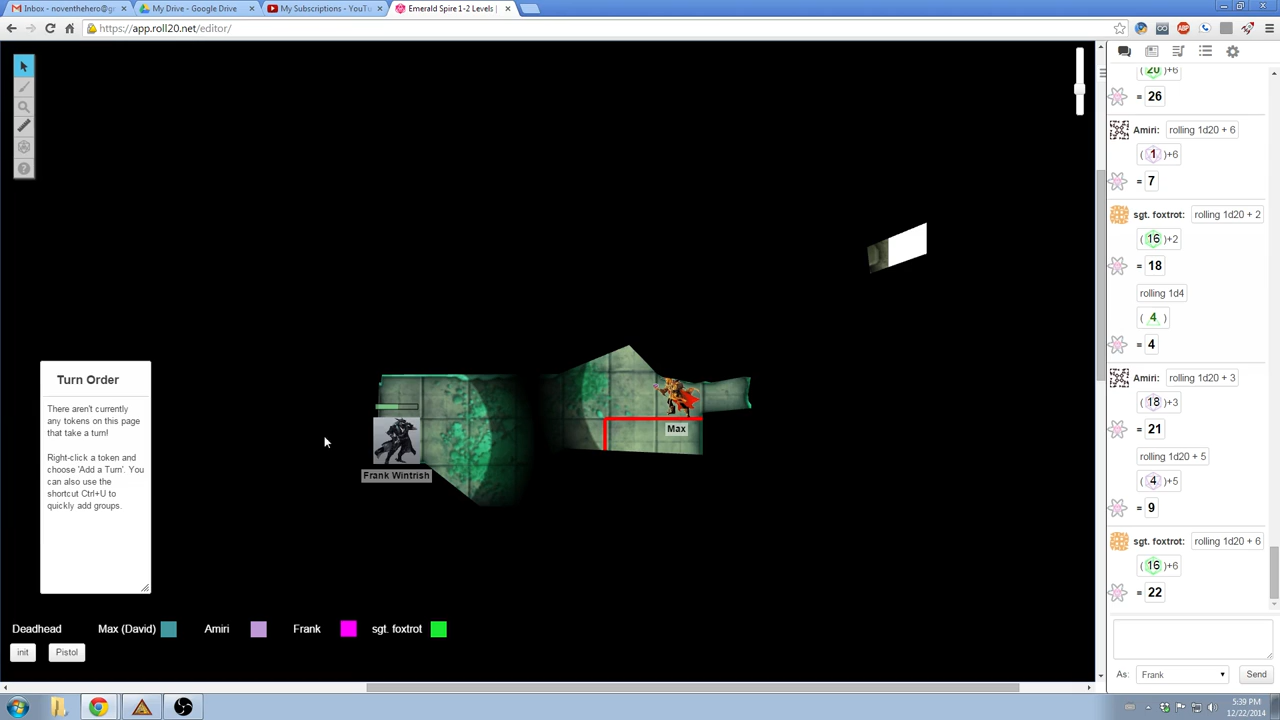 Inbox - noventhehero@g
My Drive - Google Drive
My Subscriptions - YouTu
Emerald Spire 1-2 Levels |
https://app.roll20.net/editor/
ABP
20 )+6
= 26
Amiri: rolling 1d20 + 6
( 1 )+6
= 7
sgt. foxtrot: rolling 1d20 + 2
( 16 )+2
= 18
rolling 1d4
( 4 )
= 4
Amiri: rolling 1d20 + 3
( 18 )+3
= 21
rolling 1d20 + 5
( 4 )+5
= 9
sgt. foxtrot: rolling 1d20 + 6
( 16 )+6
= 22
Turn Order
There aren't currently
any tokens on this page
that take a turn!
Right-click a token and
choose 'Add a Turn'. You
can also use the
shortcut Ctrl+U to
quickly add groups.
Max
Frank Wintrish
Deadhead Max (David) Amiri Frank sgt. foxtrot
init Pistol
As: Frank Send
5:39 PM
12/22/2014